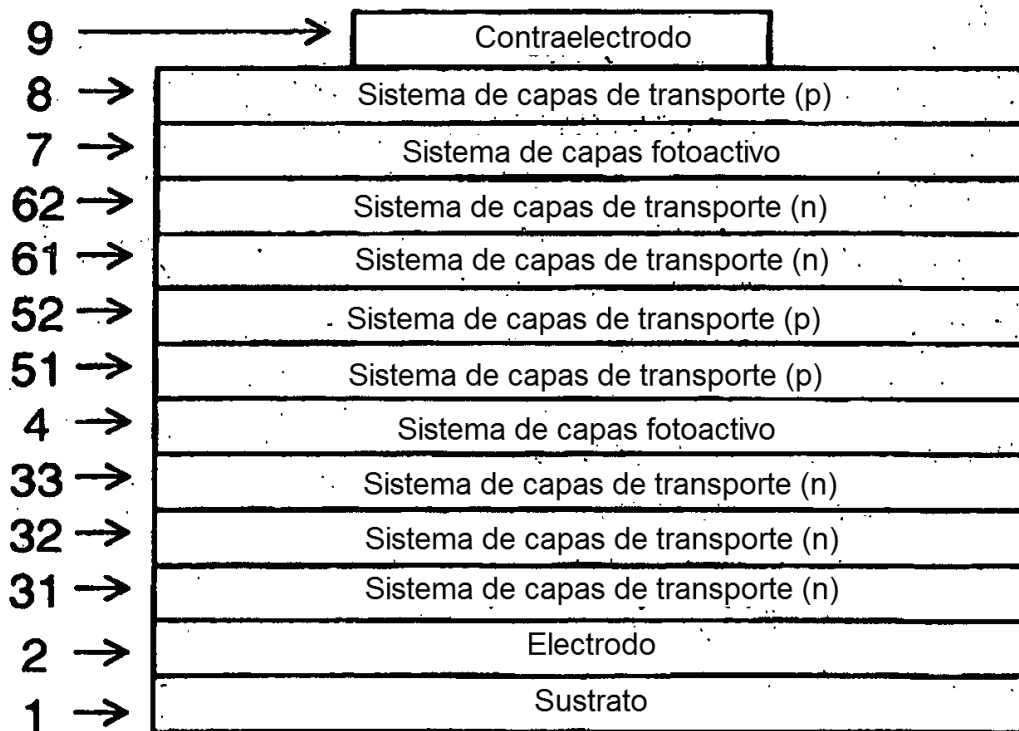 9 Contraelectrodo
8 Sistema de capas de transporte (p)
7 Sistema de capas fotoactivo
62 Sistema de capas de transporte (n)
61 Sistema de capas de transporte (n)
52 Sistema de capas de transporte (p)
51 Sistema de capas de transporte (p)
4 Sistema de capas fotoactivo
33 Sistema de capas de transporte (n)
32 Sistema de capas de transporte (n)
31 Sistema de capas de transporte (n)
2 Electrodo
1 Sustrato